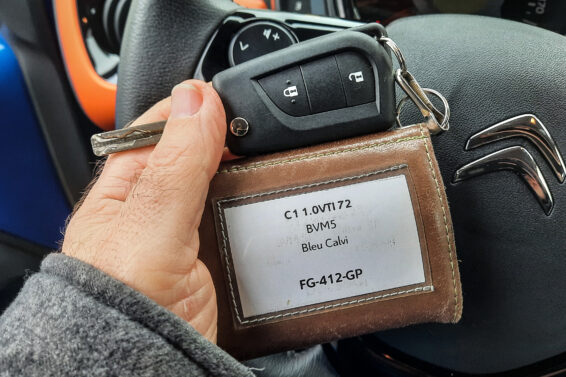 C1 1.0VTI 72
BVM5
Bleu Calvi
FG-412-GP